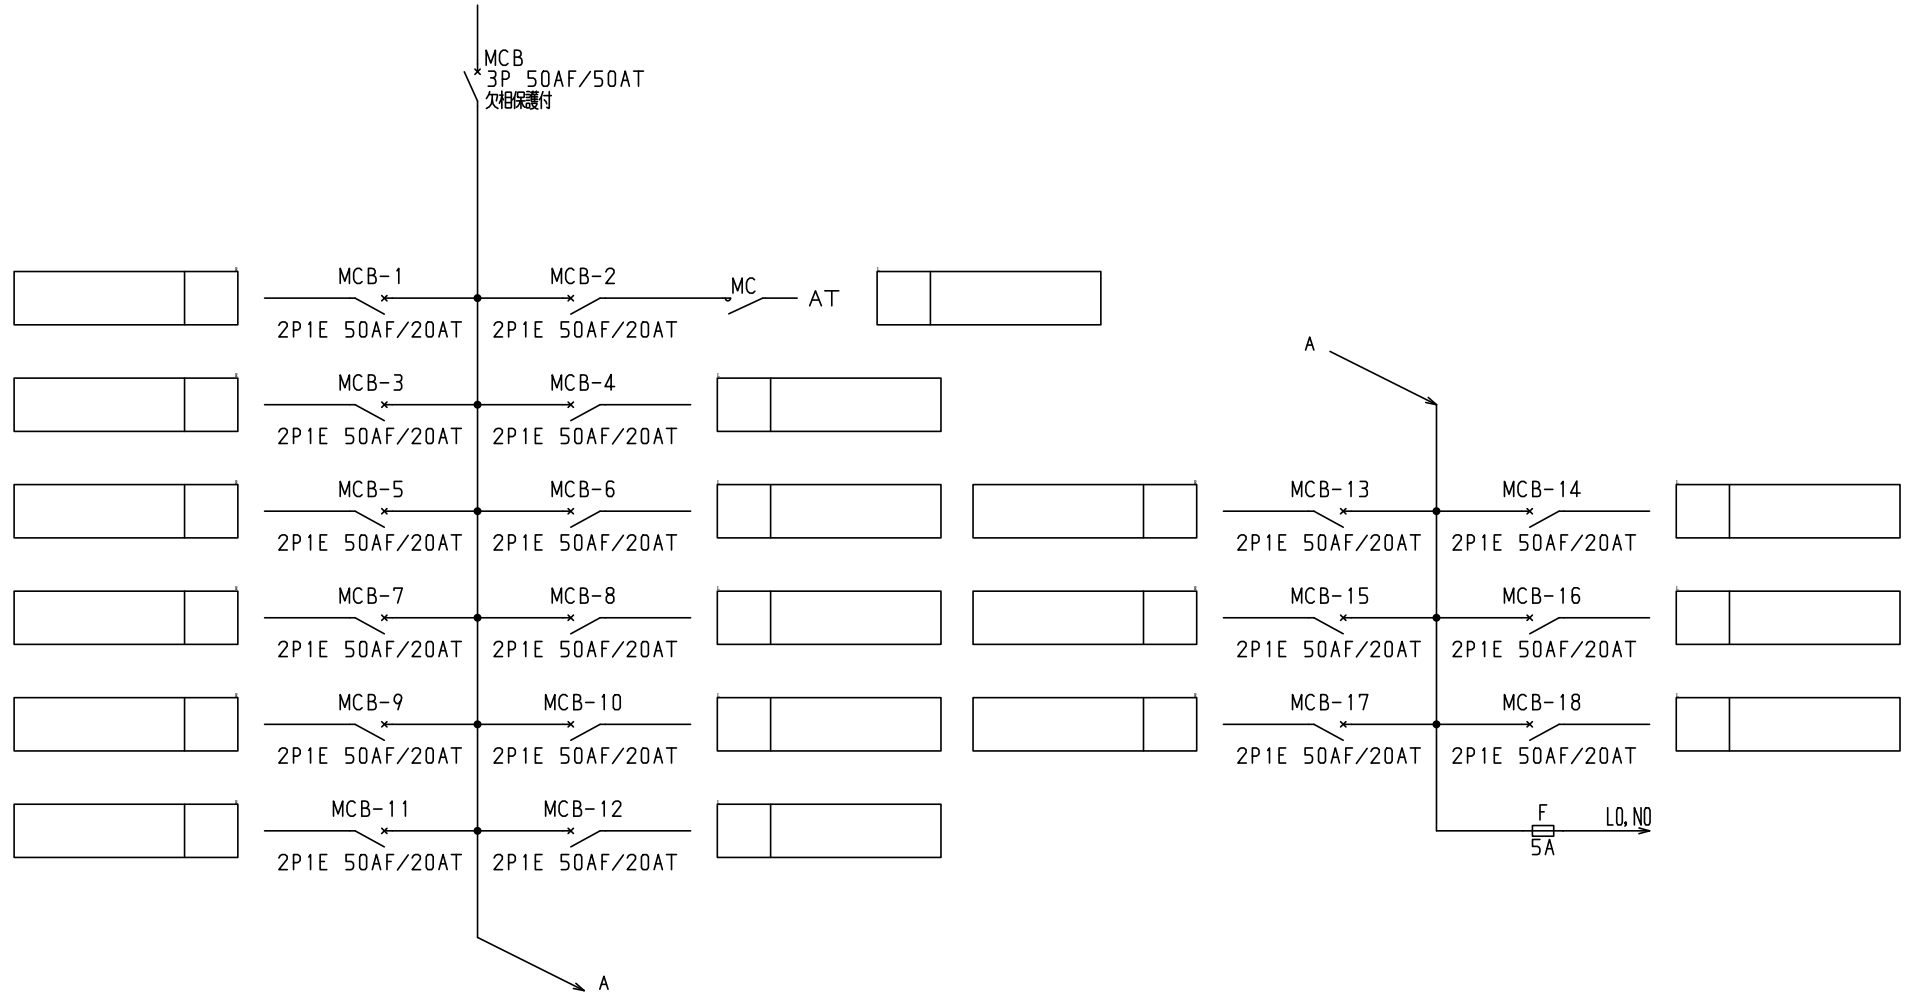 MCB
3P 50AF/50AT
欠相保護付
MCB-1
MCB-2
MC
AT
2P1E 50AF/20AT
2P1E 50AF/20AT
MCB-3
MCB-4
2P1E 50AF/20AT
2P1E 50AF/20AT
MCB-5
MCB-6
2P1E 50AF/20AT
2P1E 50AF/20AT
MCB-7
MCB-8
2P1E 50AF/20AT
2P1E 50AF/20AT
MCB-9
MCB-10
2P1E 50AF/20AT
2P1E 50AF/20AT
MCB-11
MCB-12
2P1E 50AF/20AT
2P1E 50AF/20AT
A
A
MCB-13
MCB-14
2P1E 50AF/20AT
2P1E 50AF/20AT
MCB-15
MCB-16
2P1E 50AF/20AT
2P1E 50AF/20AT
MCB-17
MCB-18
2P1E 50AF/20AT
2P1E 50AF/20AT
F
5A
L0,N0